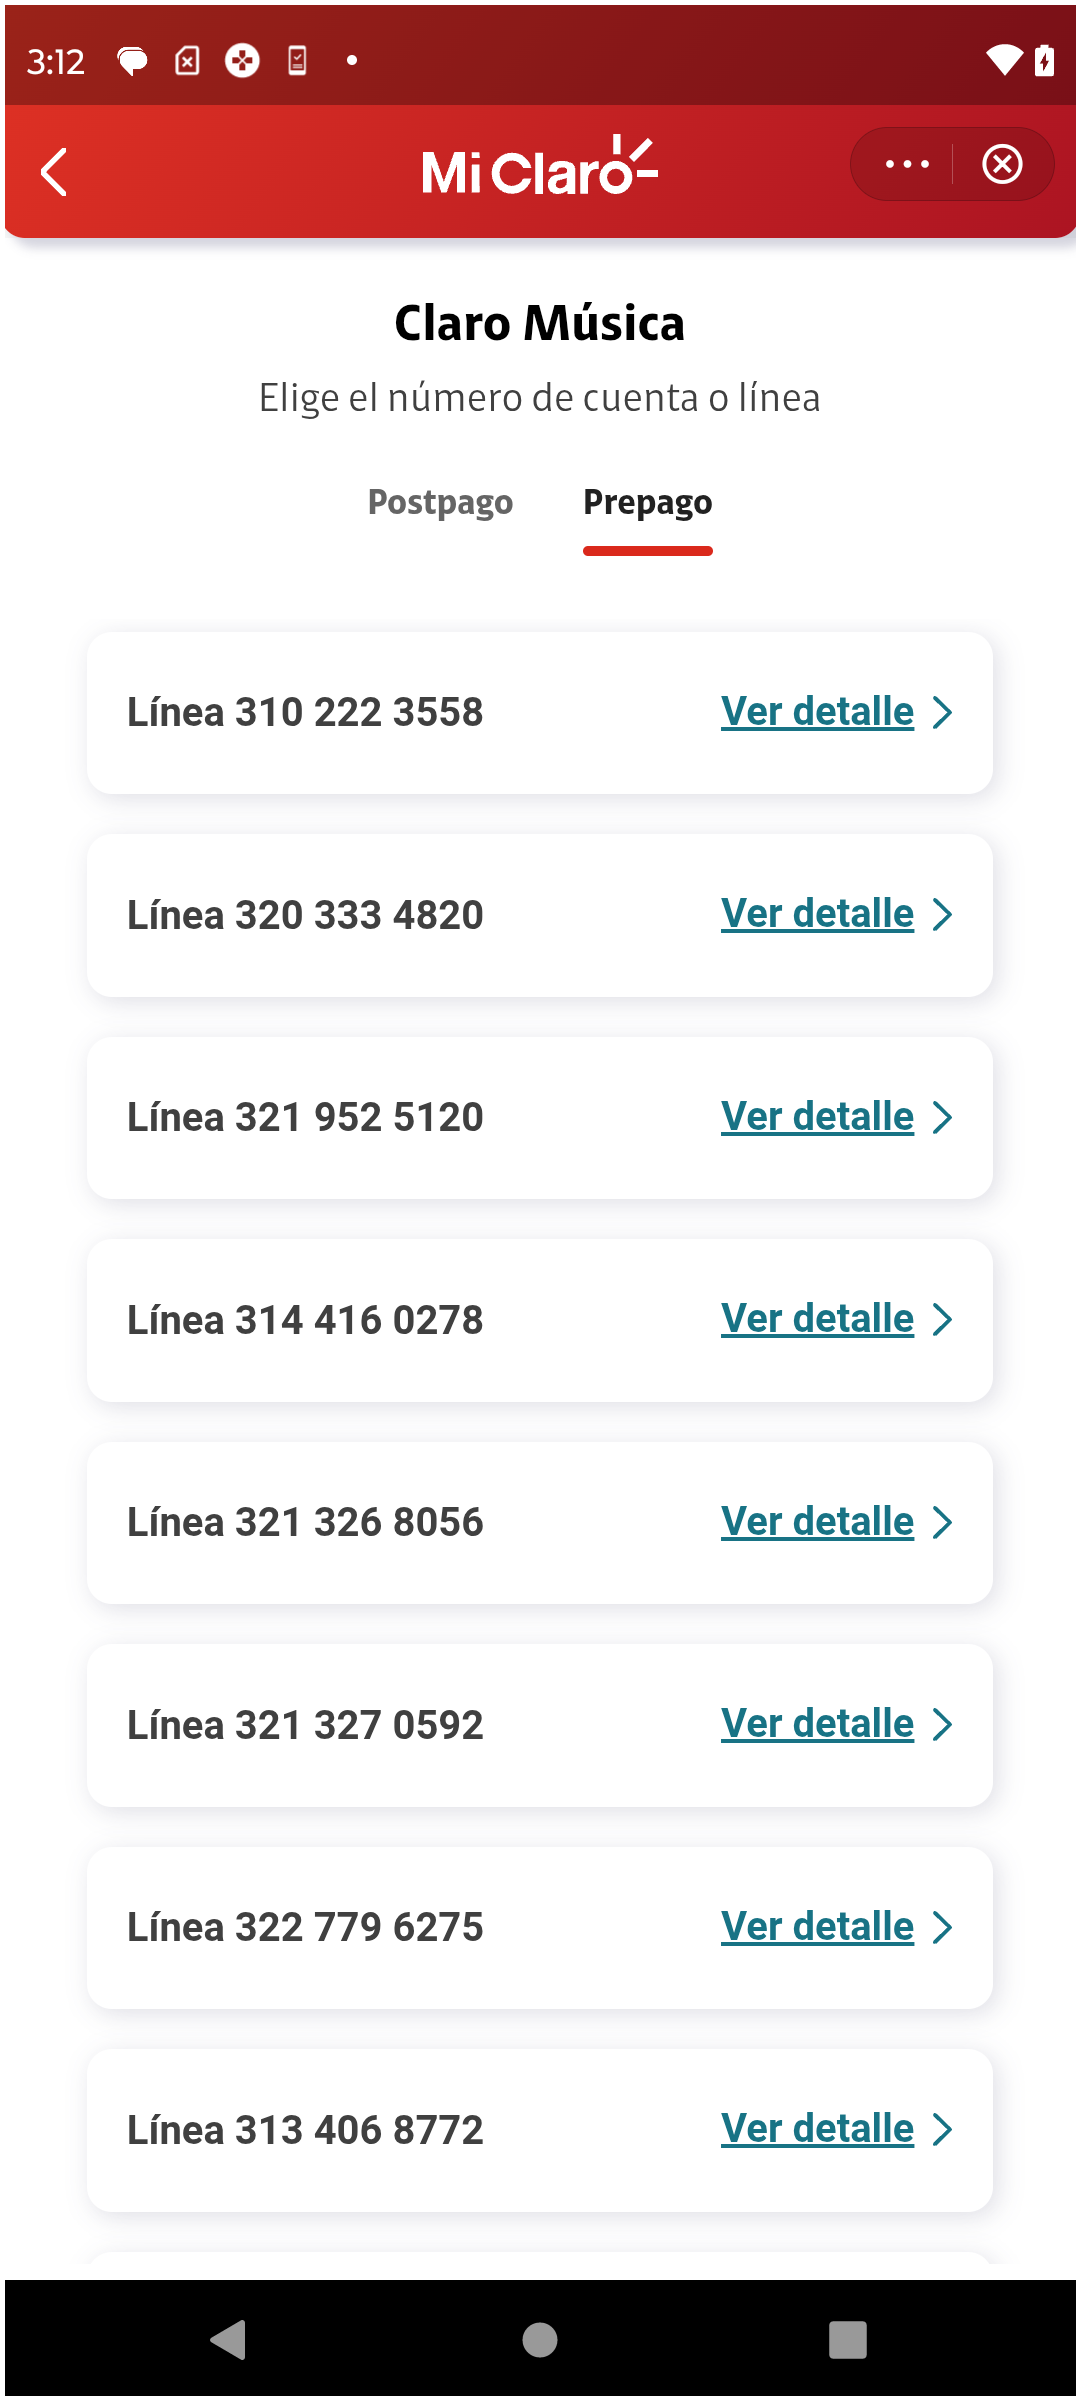 3:12
Mi Claro
Claro Música
Elige el número de cuenta o línea
Postpago Prepago
Línea 310 222 3558 Ver detalle
Línea 320 333 4820 Ver detalle
Línea 321 952 5120 Ver detalle
Línea 314 416 0278 Ver detalle
Línea 321 326 8056 Ver detalle
Línea 321 327 0592 Ver detalle
Línea 322 779 6275 Ver detalle
Línea 313 406 8772 Ver detalle